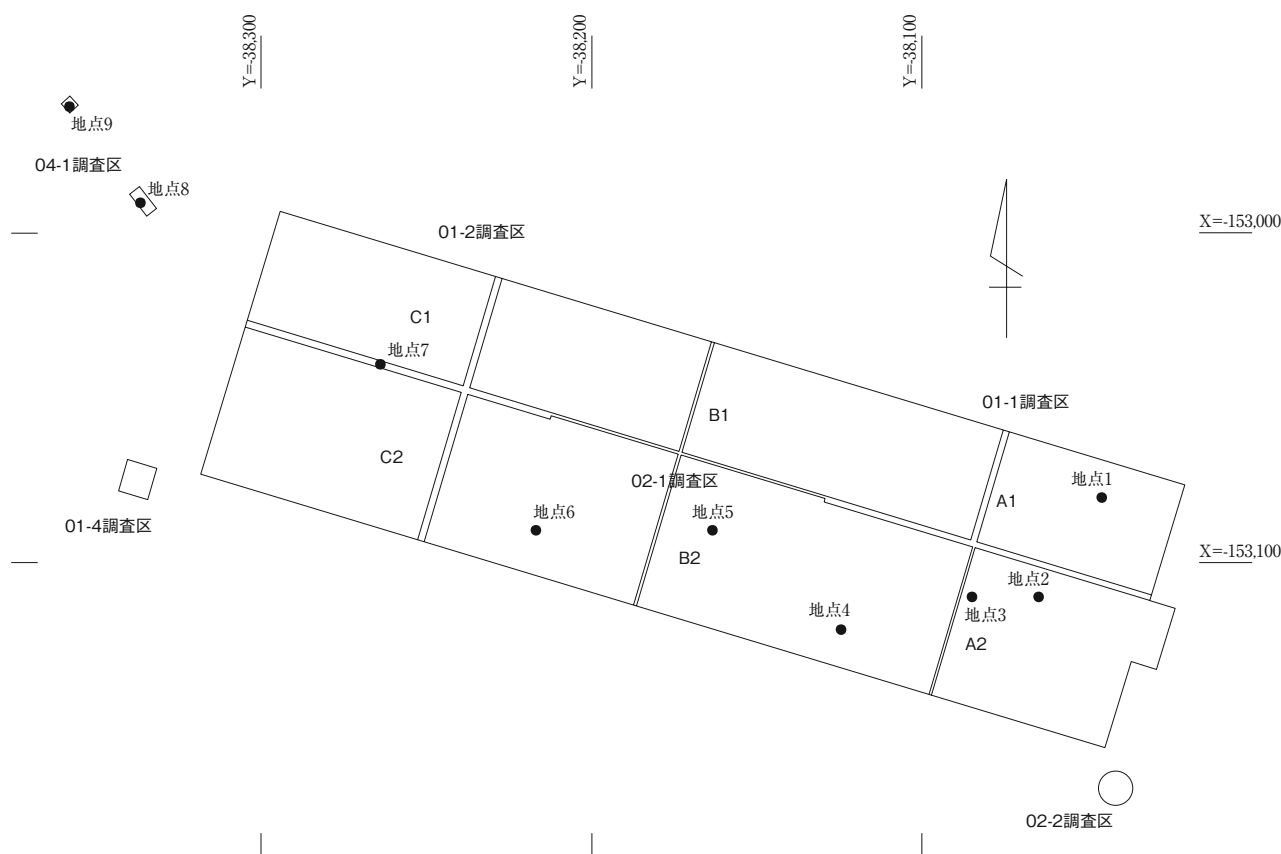 Y=-38,300
Y=-38,200
Y=-38,100
地点9
04-1調査区
地点8
X=-153,000
01-2調査区
C1
地点7
01-1調査区
B1
C2
02-1調査区
地点1
A1
地点6
地点5
01-4調査区
B2
X=-153,100
地点2
地点4
地点3
A2
02-2調査区